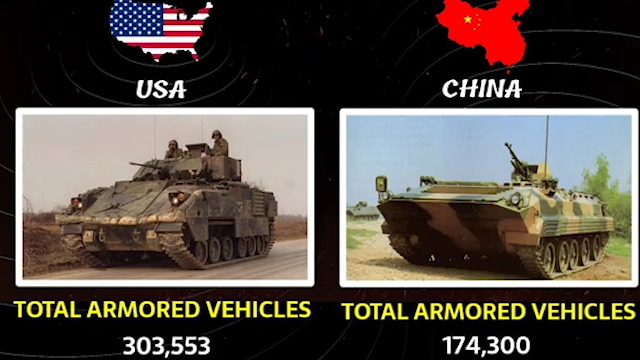 USA
CHINA
TOTAL ARMORED VEHICLES
TOTAL ARMORED VEHICLES
303,553
174,300